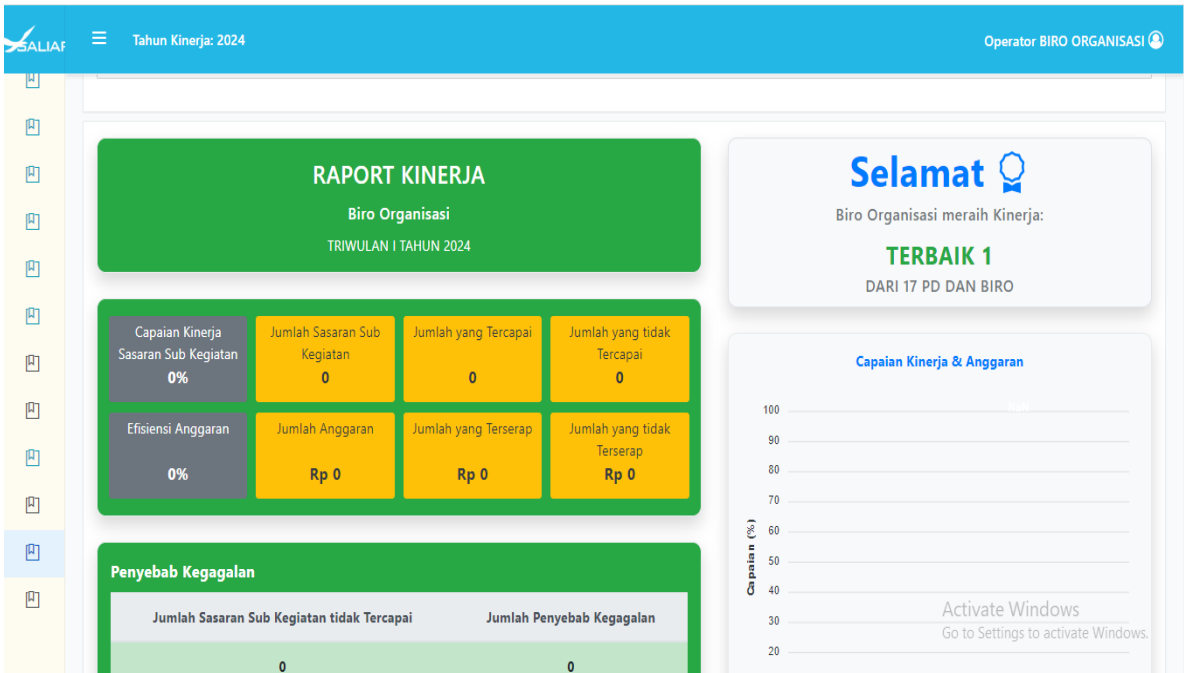 SALIAF
Tahun Kinerja: 2024
Operator BIRO ORGANISASI
RAPORT KINERJA
Biro Organisasi
TRIWULAN I TAHUN 2024
Selamat
Biro Organisasi meraih Kinerja:
TERBAIK 1
DARI 17 PD DAN BIRO
Capaian Kinerja
Sasaran Sub Kegiatan
0%
Jumlah Sasaran Sub
Kegiatan
0
Jumlah yang Tercapai
0
Jumlah yang tidak
Tercapai
0
Efisiensi Anggaran
0%
Jumlah Anggaran
Rp 0
Jumlah yang Terserap
Rp 0
Jumlah yang tidak
Terserap
Rp 0
Penyebab Kegagalan
Jumlah Sasaran Sub Kegiatan tidak Tercapai
Jumlah Penyebab Kegagalan
0
0
Capaian Kinerja & Anggaran
Capaian (%)
100
90
80
70
60
50
40
30
20
Activate Windows
Go to Settings to activate Windows.